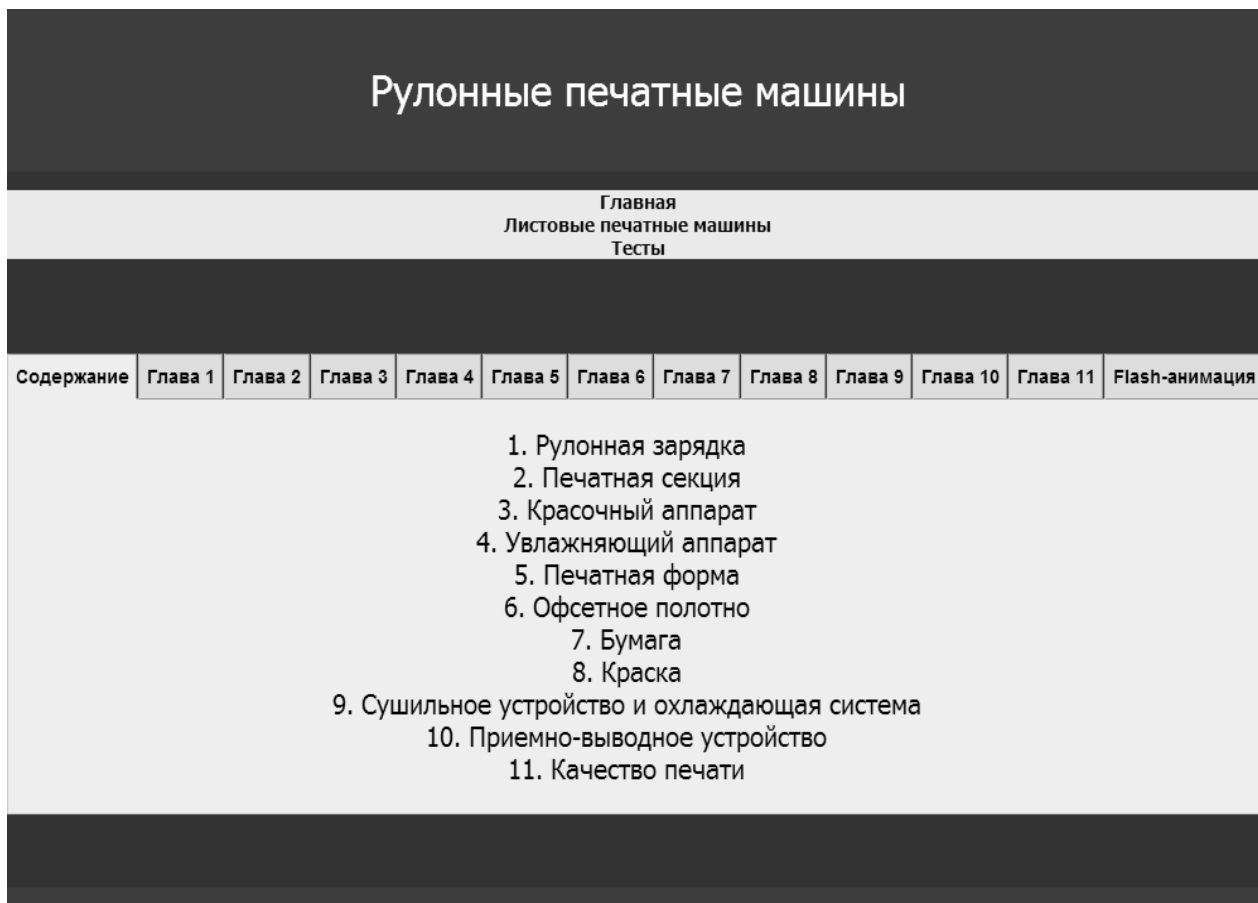 Рулонные печатные машины
Главная
Листовые печатные машины
Тесты
Содержание Глава 1 Глава 2 Глава 3 Глава 4 Глава 5 Глава 6 Глава 7 Глава 8 Глава 9 Глава 10 Глава 11 Flash-анимация
1. Рулонная зарядка
2. Печатная секция
3. Красочный аппарат
4. Увлажняющий аппарат
5. Печатная форма
6. Офсетное полотно
7. Бумага
8. Краска
9. Сушильное устройство и охлаждающая система
10. Приемно-выводное устройство
11. Качество печати